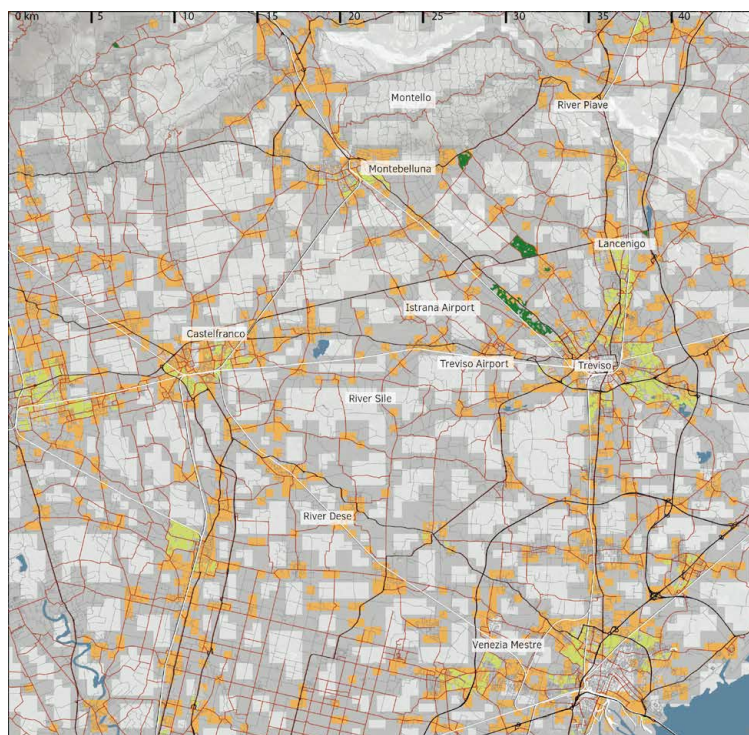 0 km 5 10 15 20 25 30 35 40
Montello
River Piave
Montebelluna
Lancenigo
Istrana Airport
Castelfranco
Treviso Airport
Treviso
River Sile
River Dese
Venezia Mestre